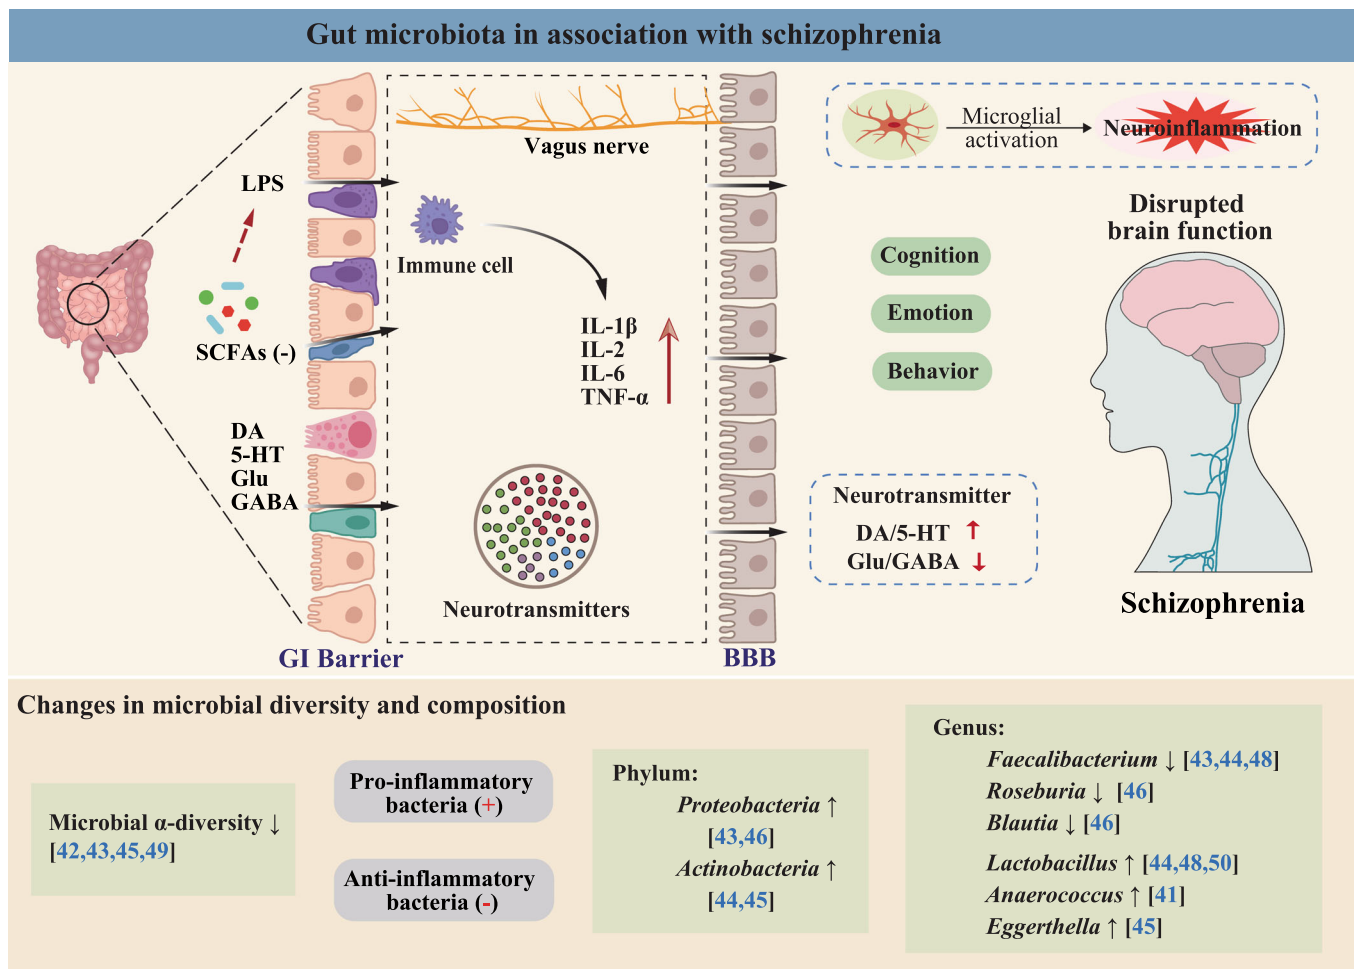 Gut microbiota in association with schizophrenia
Vagus nerve
LPS
Immune cell
SCFAs (-)
IL-1β
IL-2
IL-6
TNF-α
DA
5-HT
Glu
GABA
Neurotransmitters
GI Barrier
BBB
Microglial
activation
Neuroinflammation
Disrupted
brain function
Cognition
Emotion
Behavior
Neurotransmitter
DA/5-HT ↑
Glu/GABA ↓
Schizophrenia
Changes in microbial diversity and composition
Microbial α-diversity ↓
[42,43,45,49]
Pro-inflammatory
bacteria (+)
Anti-inflammatory
bacteria (-)
Phylum:
Proteobacteria ↑
[43,46]
Actinobacteria ↑
[44,45]
Genus:
Faecalibacterium ↓ [43,44,48]
Roseburia ↓ [46]
Blautia ↓ [46]
Lactobacillus ↑ [44,48,50]
Anaerococcus ↑ [41]
Eggerthella ↑ [45]